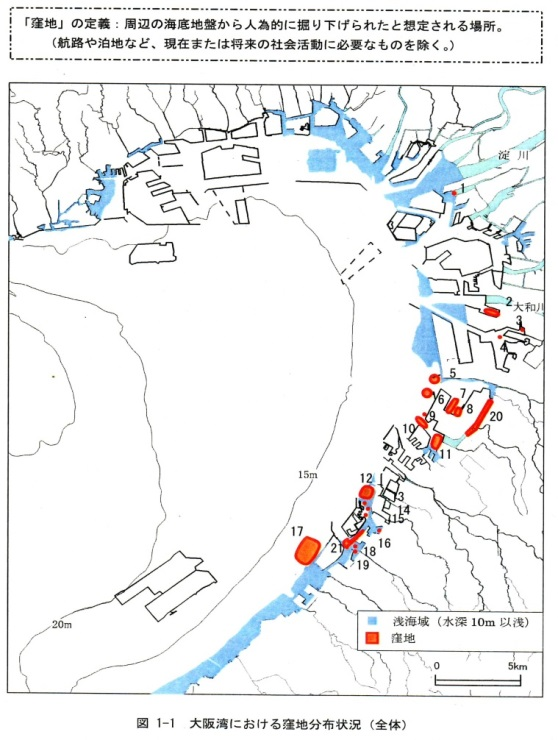 「窪地」の定義：周辺の海底地盤から人為的に掘り下げられたと想定される場所。
（航路や泊地など、現在または将来の社会活動に必要なものを除く。）
淀川
1
2 大和川
3
4
5
6
7
8
9
20
10
11
15m
12
13
14
15
17
16
21
18
19
20m
浅海域（水深 10m 以浅）
窪地
0 5km
図 1-1 大阪湾における窪地分布状況（全体）